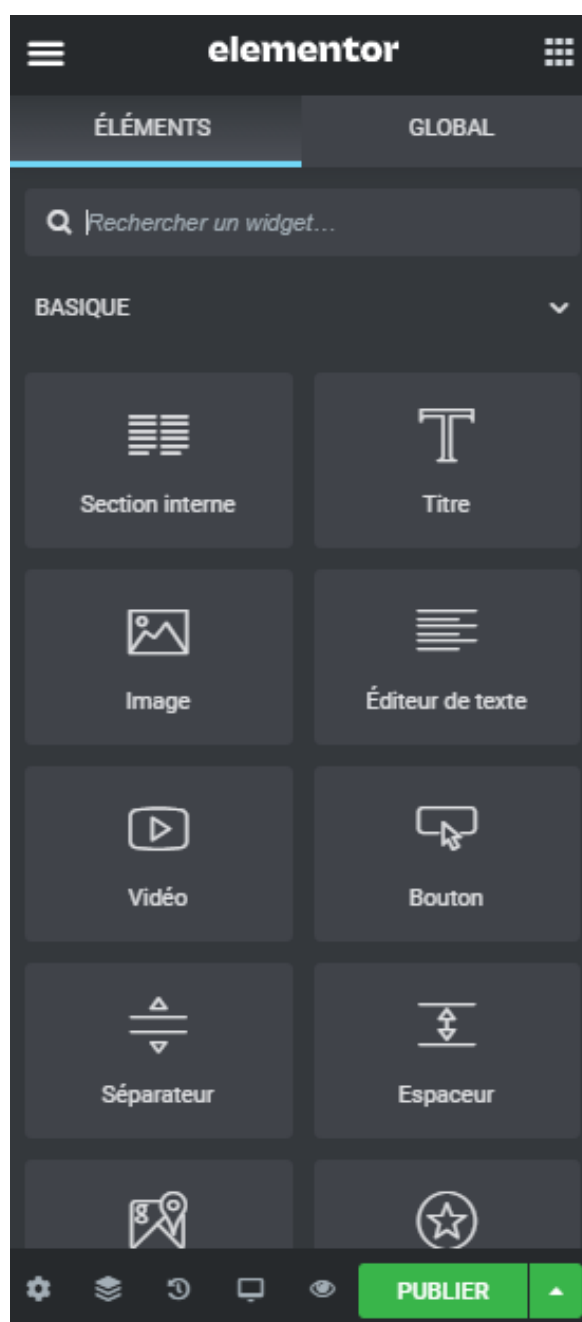 elementor
ÉLÉMENTS GLOBAL
Rechercher un widget...
BASIQUE
Section interne Titre
Image Éditeur de texte
Vidéo Bouton
Séparateur Espaceur
PUBLIER